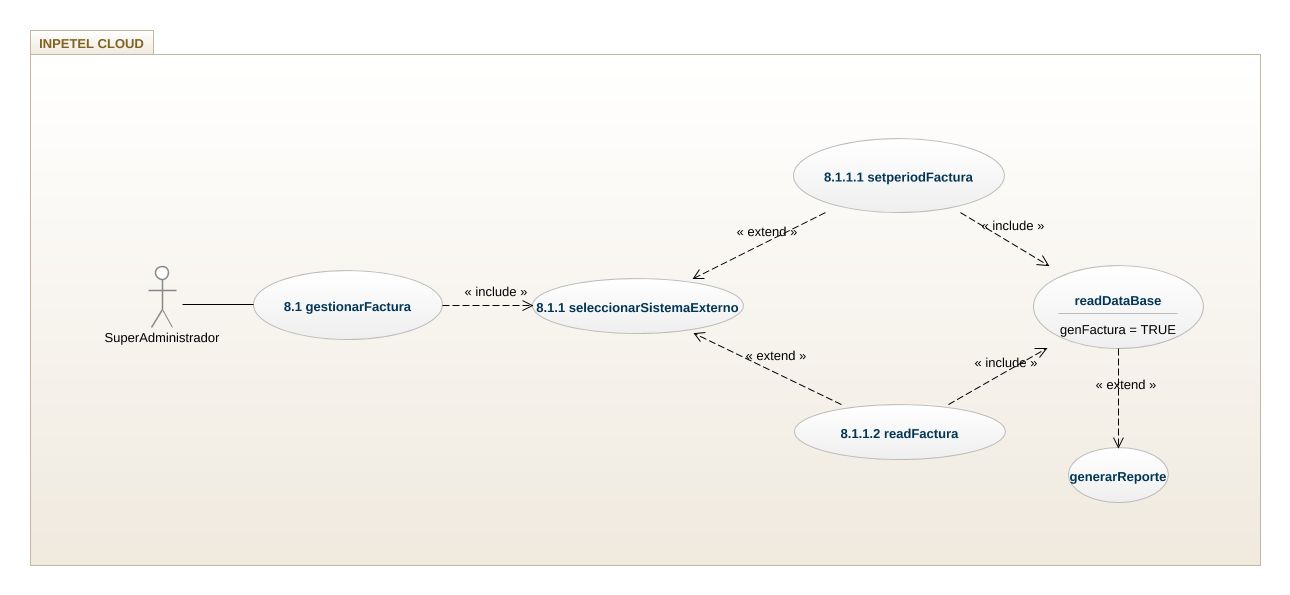 INPETEL CLOUD
8.1.1.1 setperiodFactura
« extend »
« include »
SuperAdministrador
8.1 gestionarFactura
« include »
8.1.1 seleccionarSistemaExterno
readDataBase
genFactura = TRUE
« extend »
« include »
« extend »
8.1.1.2 readFactura
generarReporte